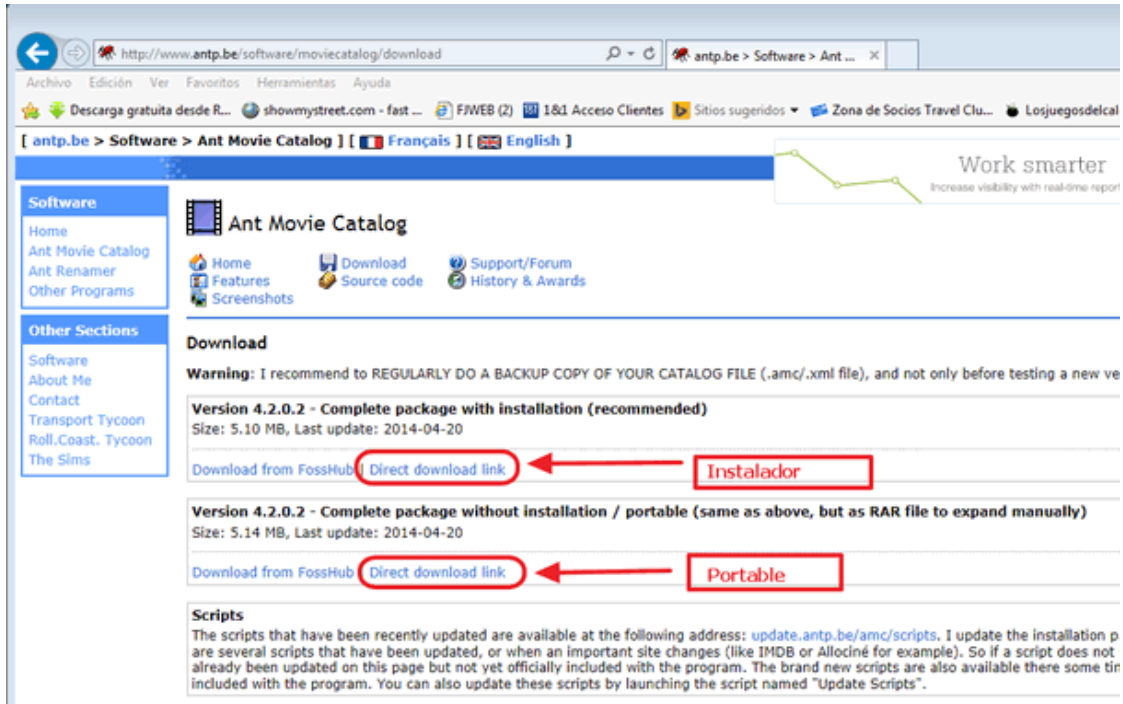 http://www.antp.be/software/moviecatalog/download
antp.be > Software > Ant ...
Archivo Edición Ver Favoritos Herramientas Ayuda
Descarga gratuita desde R... showmystreet.com - fast ... FJWEB (2) 1&1 Acceso Clientes Sitios sugeridos Zona de Socios Travel Clu... Losjuegosdelcal
[ antp.be > Software > Ant Movie Catalog ] [ Français ] [ English ]
Work smarter
Increase visibility with real-time report
Software
Home
Ant Movie Catalog
Ant Renamer
Other Programs
Other Sections
Software
About Me
Contact
Transport Tycoon
Roll.Coast. Tycoon
The Sims
Ant Movie Catalog
Home Download Support/Forum
Features Source code History & Awards
Screenshots
Download
Warning: I recommend to REGULARLY DO A BACKUP COPY OF YOUR CATALOG FILE (.amc/.xml file), and not only before testing a new ve
Version 4.2.0.2 - Complete package with installation (recommended)
Size: 5.10 MB, Last update: 2014-04-20
Download from FossHub | Direct download link
Instalador
Version 4.2.0.2 - Complete package without installation / portable (same as above, but as RAR file to expand manually)
Size: 5.14 MB, Last update: 2014-04-20
Download from FossHub Direct download link
Portable
Scripts
The scripts that have been recently updated are available at the following address: update.antp.be/amc/scripts. I update the installation p
are several scripts that have been updated, or when an important site changes (like IMDB or Allociné for example). So if a script does not
already been updated on this page but not yet officially included with the program. The brand new scripts are also available there some tin
included with the program. You can also update these scripts by launching the script named "Update Scripts".